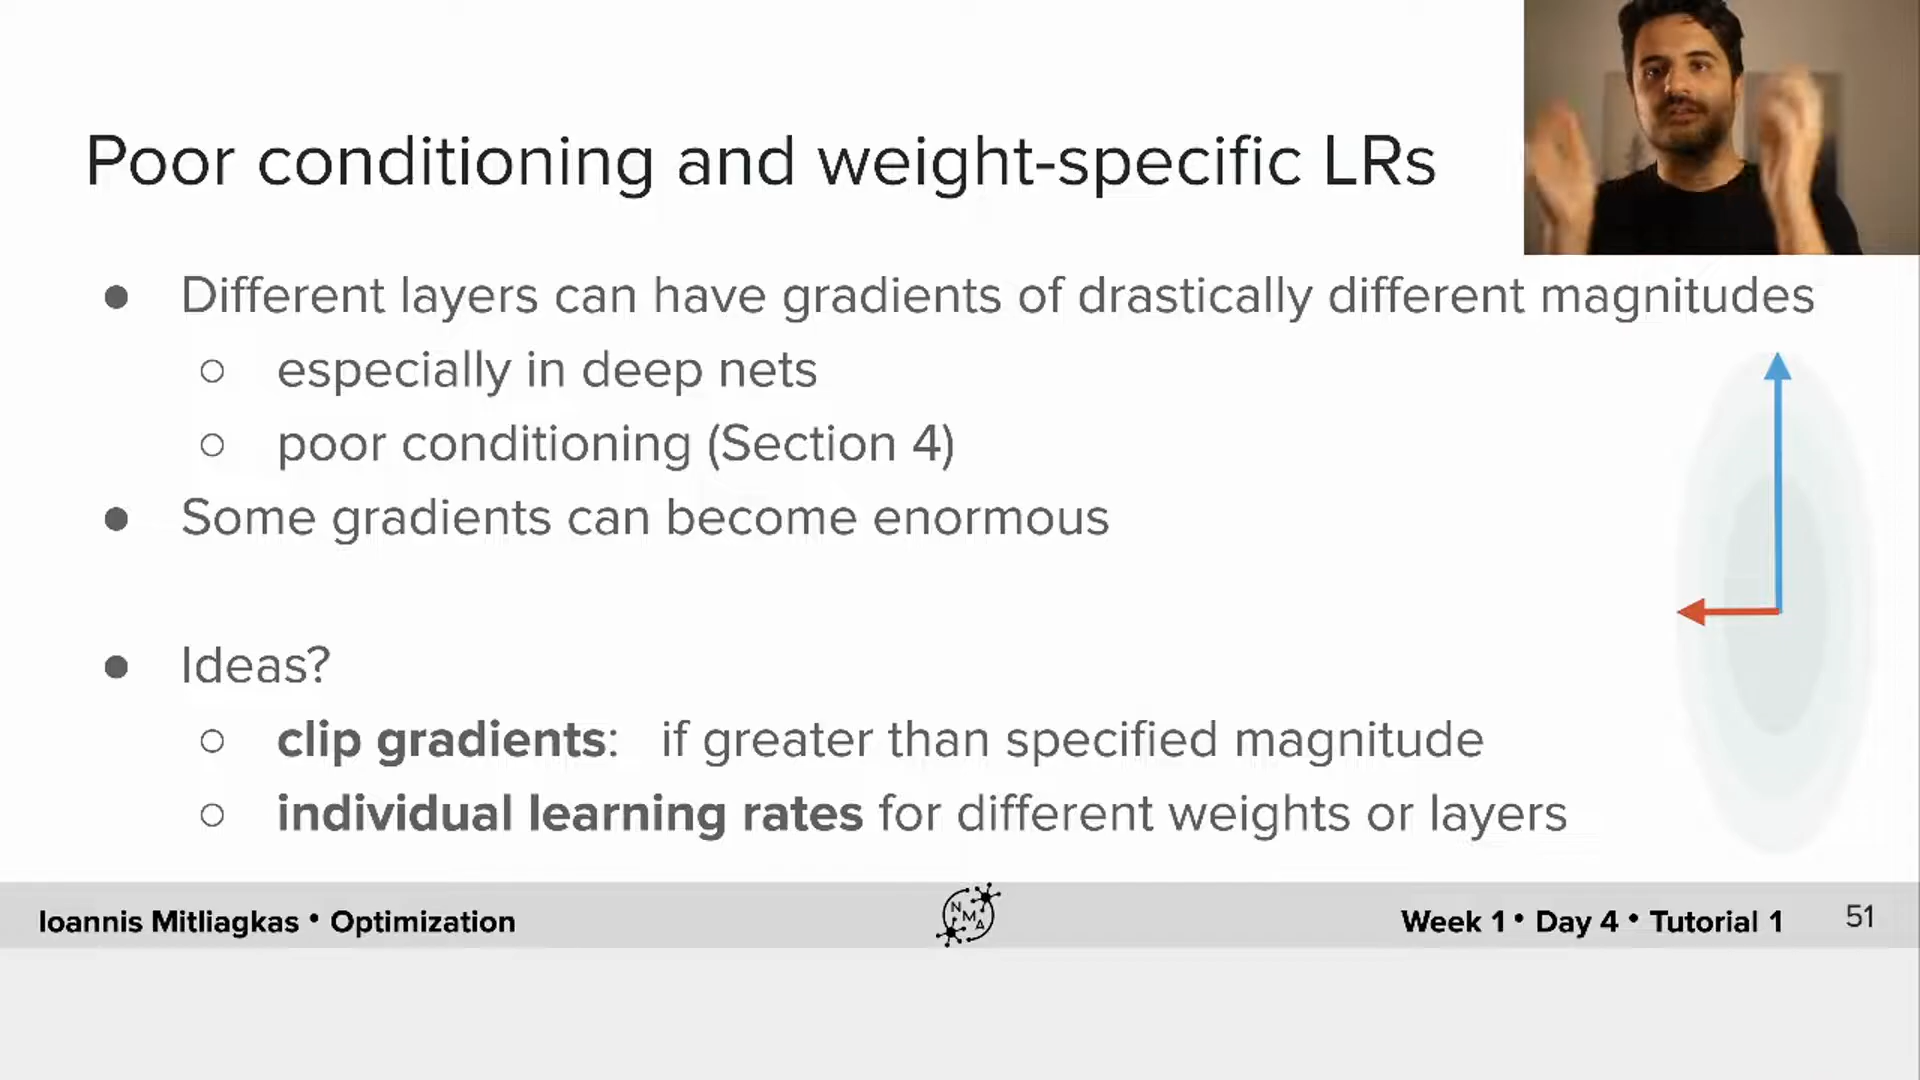 Poor conditioning and weight-specific LRs
● Different layers can have gradients of drastically different magnitudes
○ especially in deep nets
○ poor conditioning (Section 4)
● Some gradients can become enormous
● Ideas?
○ clip gradients: if greater than specified magnitude
○ individual learning rates for different weights or layers
Ioannis Mitliagkas • Optimization
N
M
A
Week 1 • Day 4 • Tutorial 1
51